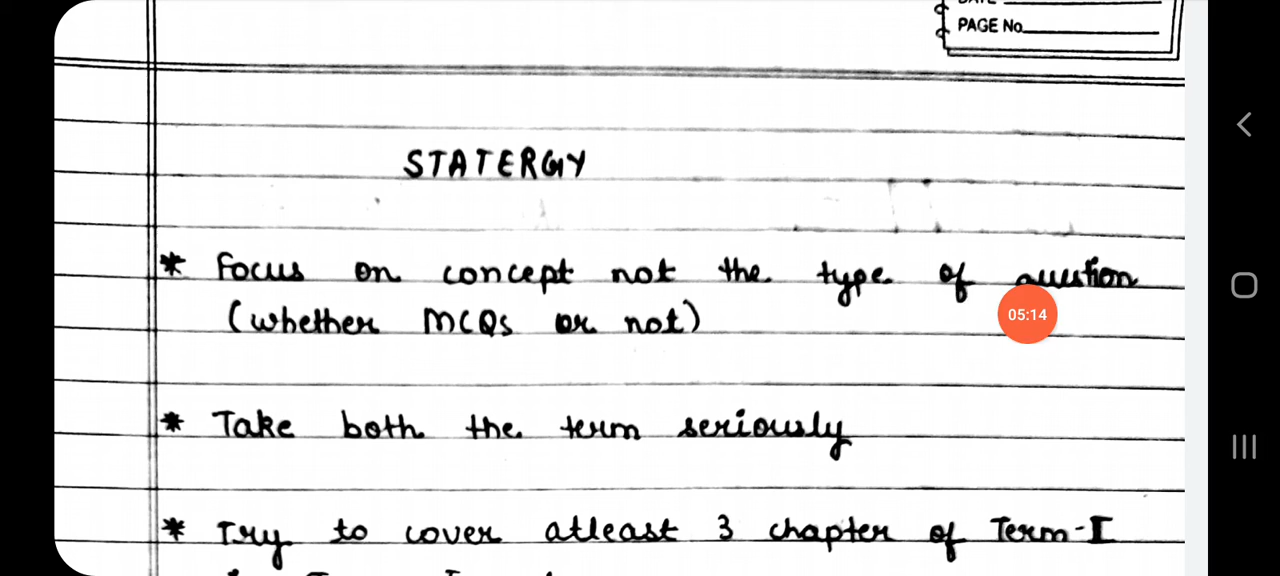 PAGE No.
STATERGY
* Focus on concept not the type of question
(whether MCQs or not)
05:14
* Take both the term seriously
* Try to cover atleast 3 chapter of Term-I